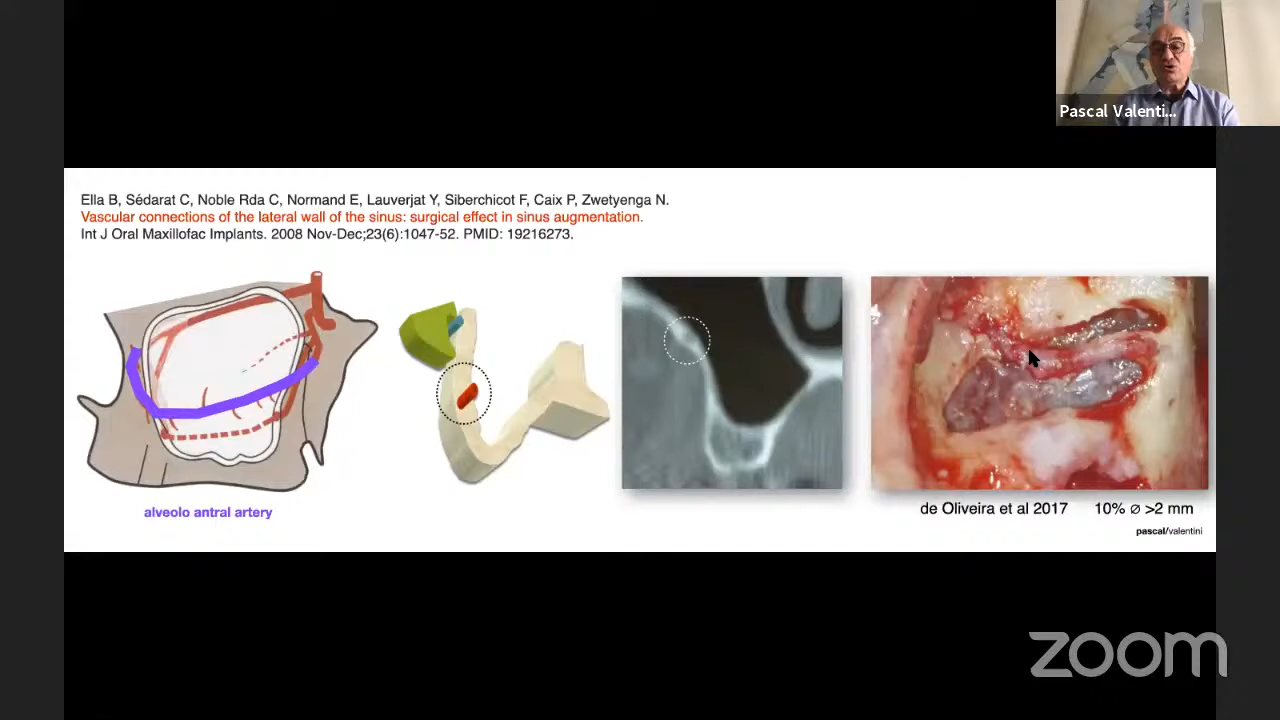 Pascal Valenti...
Ella B, Sédarat C, Noble Rda C, Normand E, Lauverjat Y, Siberchicot F, Caix P, Zwetyenga N.
Vascular connections of the lateral wall of the sinus: surgical effect in sinus augmentation.
Int J Oral Maxillofac Implants. 2008 Nov-Dec;23(6):1047-52. PMID: 19216273.
alveolo antral artery
de Oliveira et al 2017 10% ⌀ >2 mm
pascal/valentini
zoom